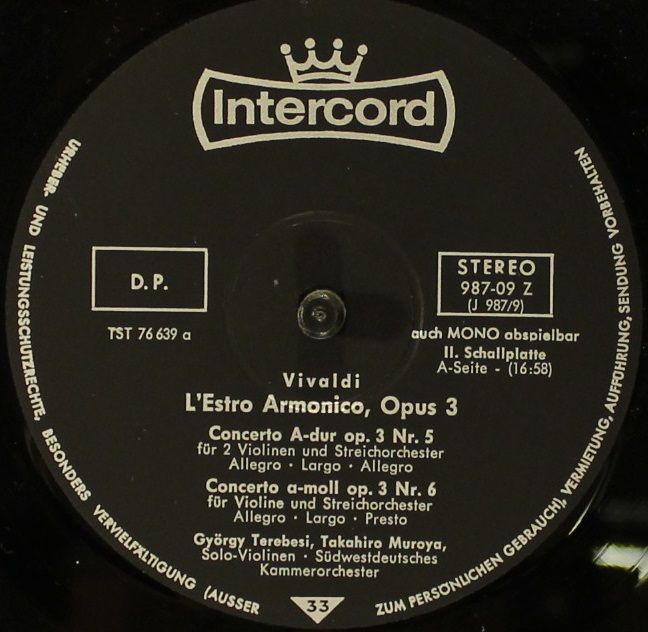 Intercord
D. P.
TST 76 639 a
STEREO
987-09 Z
(J 987/9)
auch MONO abspielbar
II. Schallplatte
A-Seite - (16:58)
Vivaldi
L'Estro Armonico, Opus 3
Concerto A-dur op. 3 Nr. 5
für 2 Violinen und Streichorchester
Allegro · Largo · Allegro
Concerto a-moll op. 3 Nr. 6
für Violine und Streichorchester
Allegro · Largo · Presto
György Terebesi, Takahiro Muroya,
Solo-Violinen · Südwestdeutsches
Kammerorchester
33
URHEBER- UND LEISTUNGSSCHUTZRECHTE, BESONDERS VERVIELFÄLTIGUNG (AUSSER ZUM PERSÖNLICHEN GEBRAUCH), VERMIETUNG, AUFFÜHRUNG, SENDUNG VORBEHALTEN